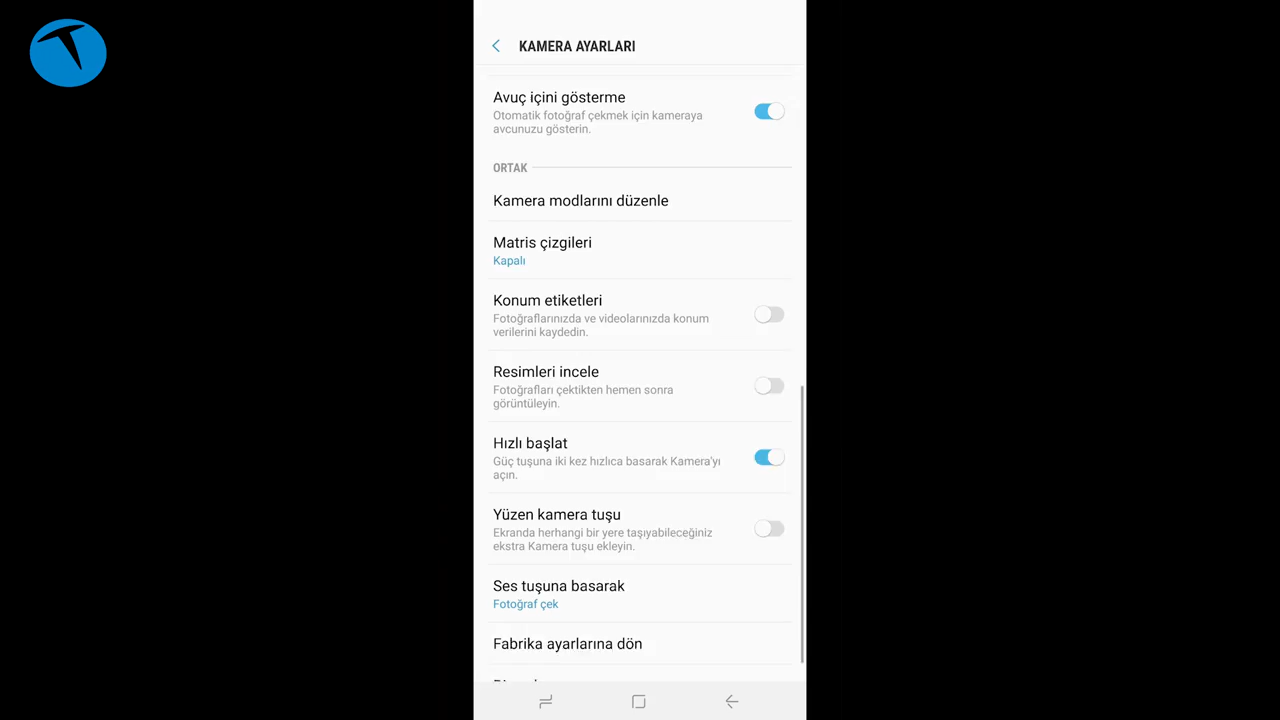 KAMERA AYARLARI
Avuç içini gösterme
Otomatik fotoğraf çekmek için kameraya
avcunuzu gösterin.
ORTAK
Kamera modlarını düzenle
Matris çizgileri
Kapalı
Konum etiketleri
Fotoğraflarınızda ve videolarınızda konum
verilerini kaydedin.
Resimleri incele
Fotoğrafları çektikten hemen sonra
görüntüleyin.
Hızlı başlat
Güç tuşuna iki kez hızlıca basarak Kamera'yı
açın.
Yüzen kamera tuşu
Ekranda herhangi bir yere taşıyabileceğiniz
ekstra Kamera tuşu ekleyin.
Ses tuşuna basarak
Fotoğraf çek
Fabrika ayarlarına dön